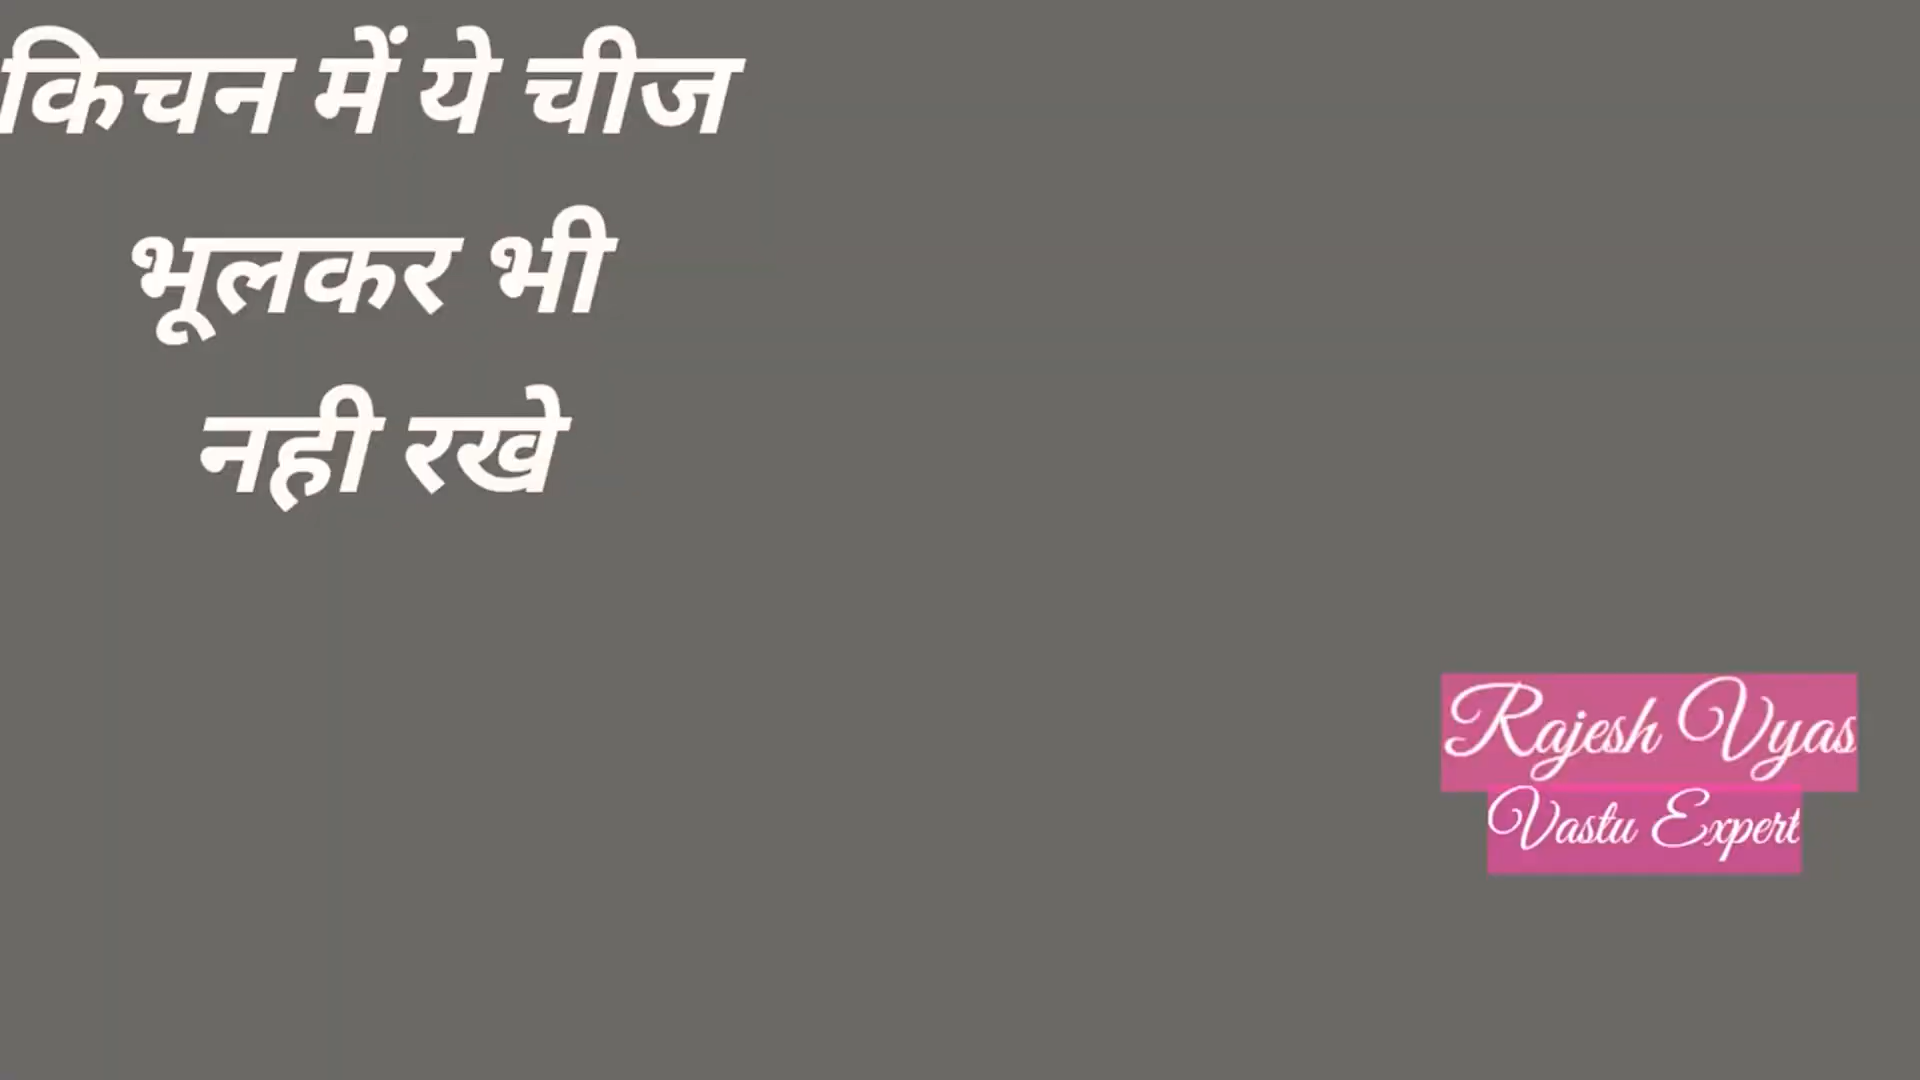 किचन में ये चीज
भूलकर भी
नही रखे
Rajesh Vyas
Vastu Expert